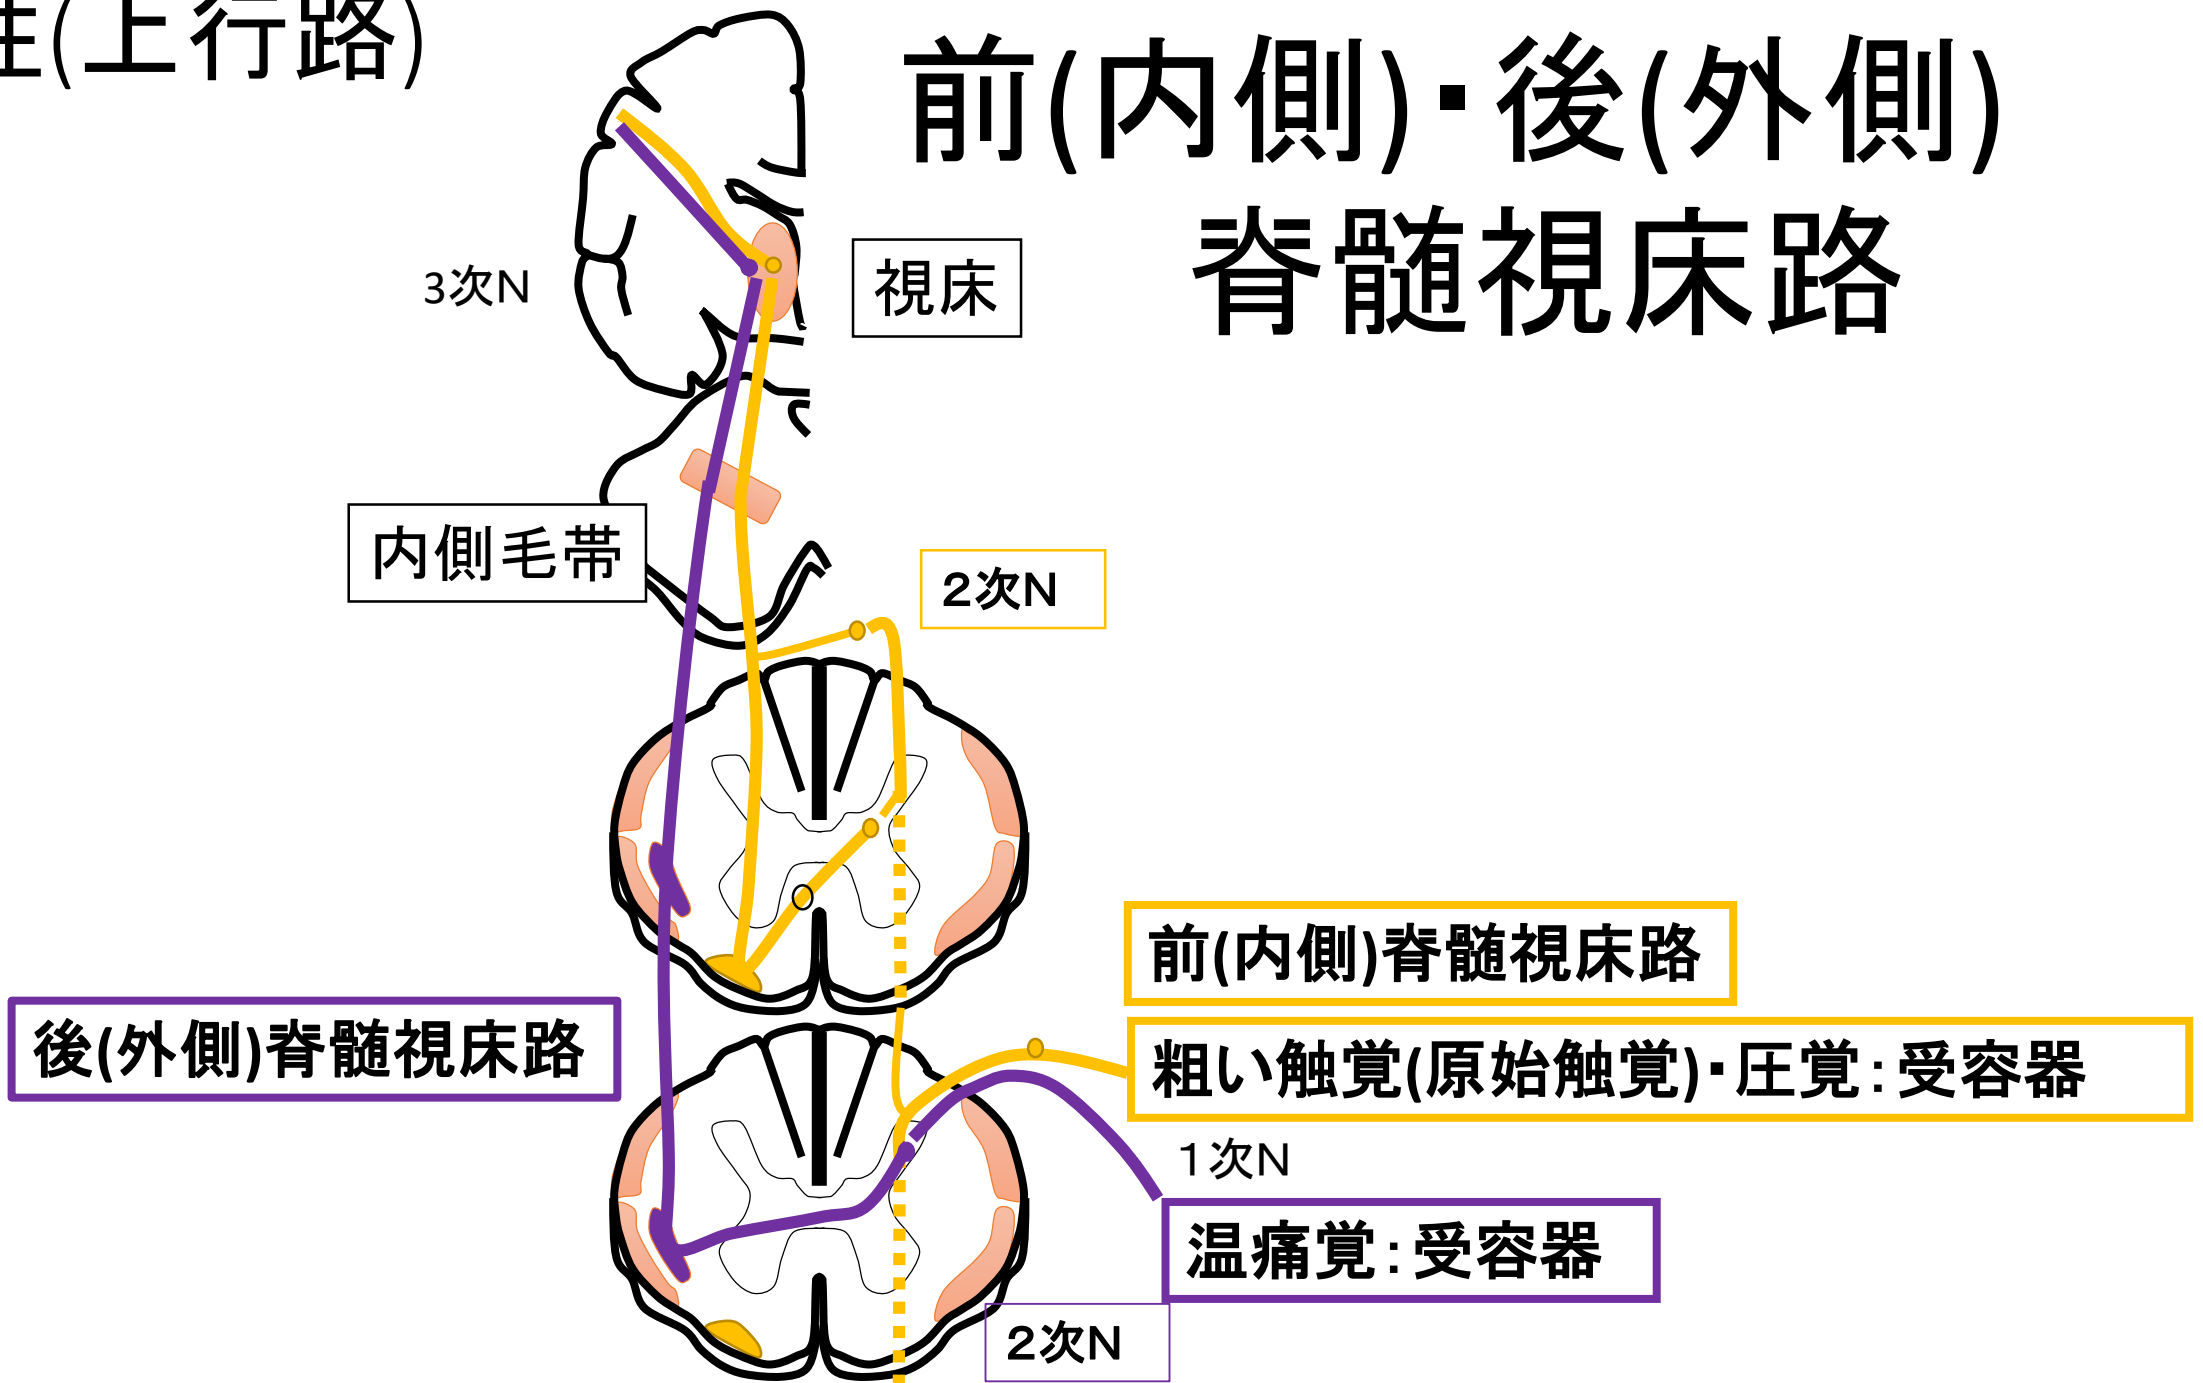 (上行路)
前(内側)・後(外側)
脊髄視床路
3次N
視床
内側毛帯
2次N
前(内側)脊髄視床路
後(外側)脊髄視床路
粗い触覚(原始触覚)・圧覚:受容器
1次N
温痛覚:受容器
2次N